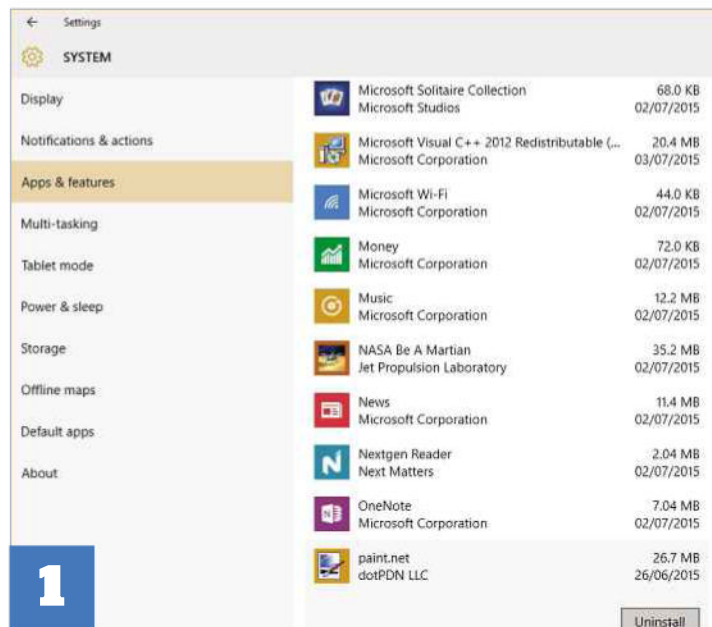 Settings
SYSTEM
Display
Notifications & actions
Apps & features
Multi-tasking
Tablet mode
Power & sleep
Storage
Offline maps
Default apps
About
Microsoft Solitaire Collection 68.0 KB
Microsoft Studios 02/07/2015
Microsoft Visual C++ 2012 Redistributable (... 20.4 MB
Microsoft Corporation 03/07/2015
Microsoft Wi-Fi 44.0 KB
Microsoft Corporation 02/07/2015
Money 72.0 KB
Microsoft Corporation 02/07/2015
Music 12.2 MB
Microsoft Corporation 02/07/2015
NASA Be A Martian 35.2 MB
Jet Propulsion Laboratory 02/07/2015
News 11.4 MB
Microsoft Corporation 02/07/2015
Nextgen Reader 2.04 MB
Next Matters 02/07/2015
OneNote 7.04 MB
Microsoft Corporation 02/07/2015
paint.net 26.7 MB
dotPDN LLC 26/06/2015
Uninstall
1